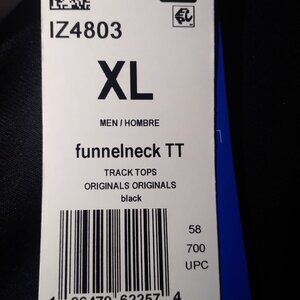 IZ4803
XL
MEN / HOMBRE
funnelneck TT
TRACK TOPS
ORIGINALS ORIGINALS
black
58
700
UPC